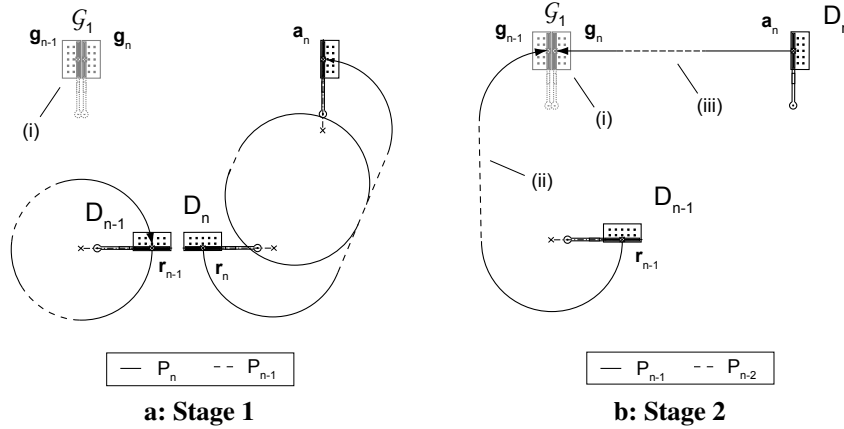 𝒢₁
g_{n-1} g_n
(i)
a_n
D_{n-1} D_n
r_{n-1} r_n
P_n P_{n-1}
a: Stage 1
𝒢₁
g_{n-1} g_n
a_n
D_n
(i)
(iii)
(ii)
D_{n-1}
r_{n-1}
P_{n-1} P_{n-2}
b: Stage 2